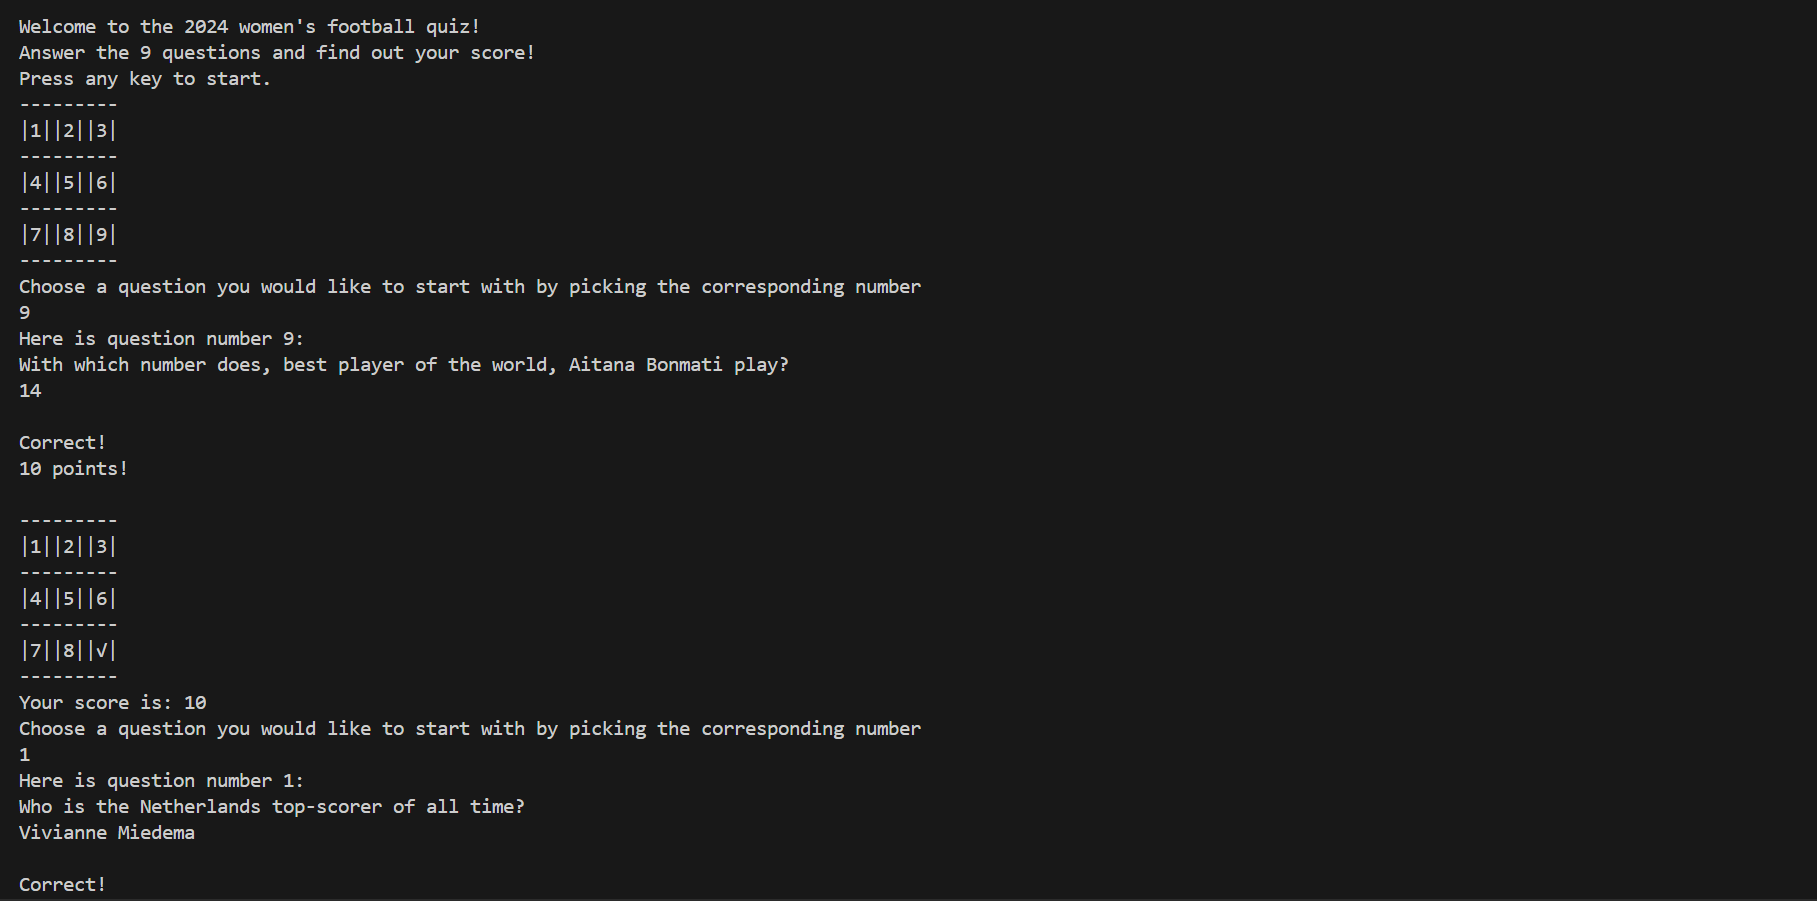 Welcome to the 2024 women's football quiz!
Answer the 9 questions and find out your score!
Press any key to start.
---------
|1||2||3|
---------
|4||5||6|
---------
|7||8||9|
---------
Choose a question you would like to start with by picking the corresponding number
9
Here is question number 9:
With which number does, best player of the world, Aitana Bonmati play?
14

Correct!
10 points!

---------
|1||2||3|
---------
|4||5||6|
---------
|7||8||√|
---------
Your score is: 10
Choose a question you would like to start with by picking the corresponding number
1
Here is question number 1:
Who is the Netherlands top-scorer of all time?
Vivianne Miedema

Correct!